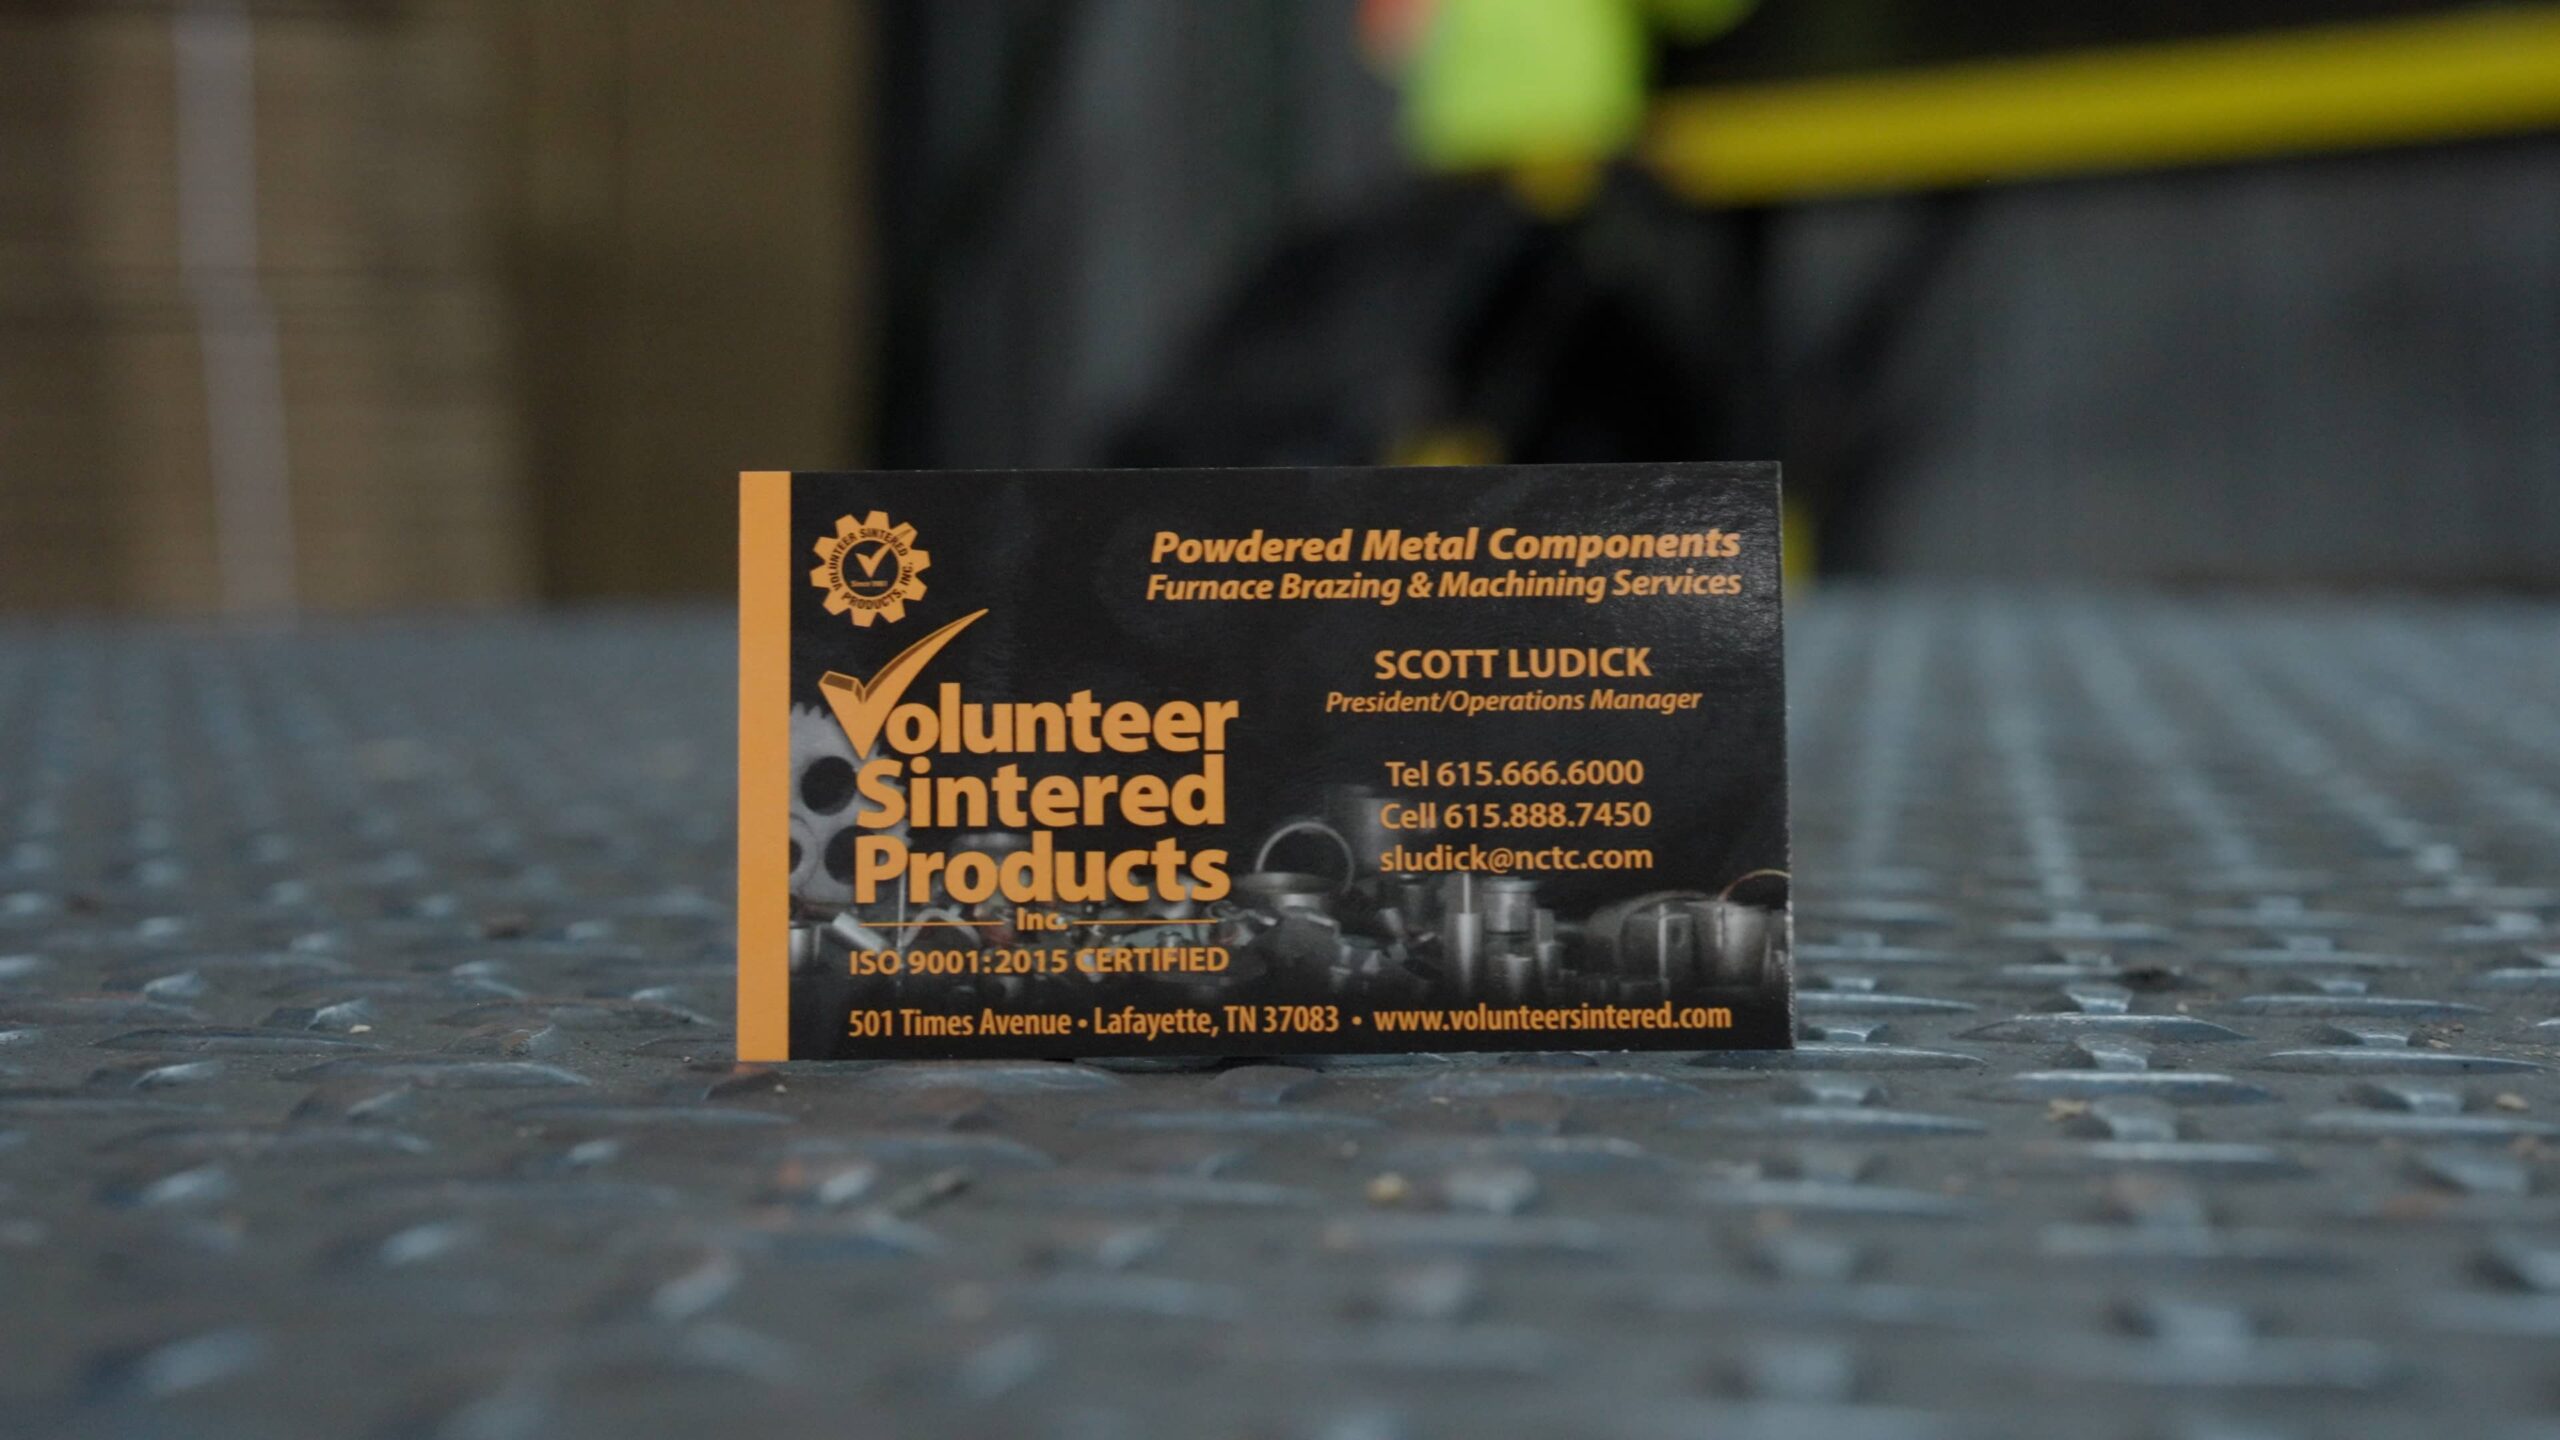 VOLUNTEER SINTERED
PRODUCTS, INC.
Powdered Metal Components
Furnace Brazing & Machining Services
SCOTT LUDICK
President/Operations Manager
Volunteer
Sintered
Products
Inc.
Tel 615.666.6000
Cell 615.888.7450
sludick@nctc.com
ISO 9001:2015 CERTIFIED
501 Times Avenue • Lafayette, TN 37083 • www.volunteersintered.com